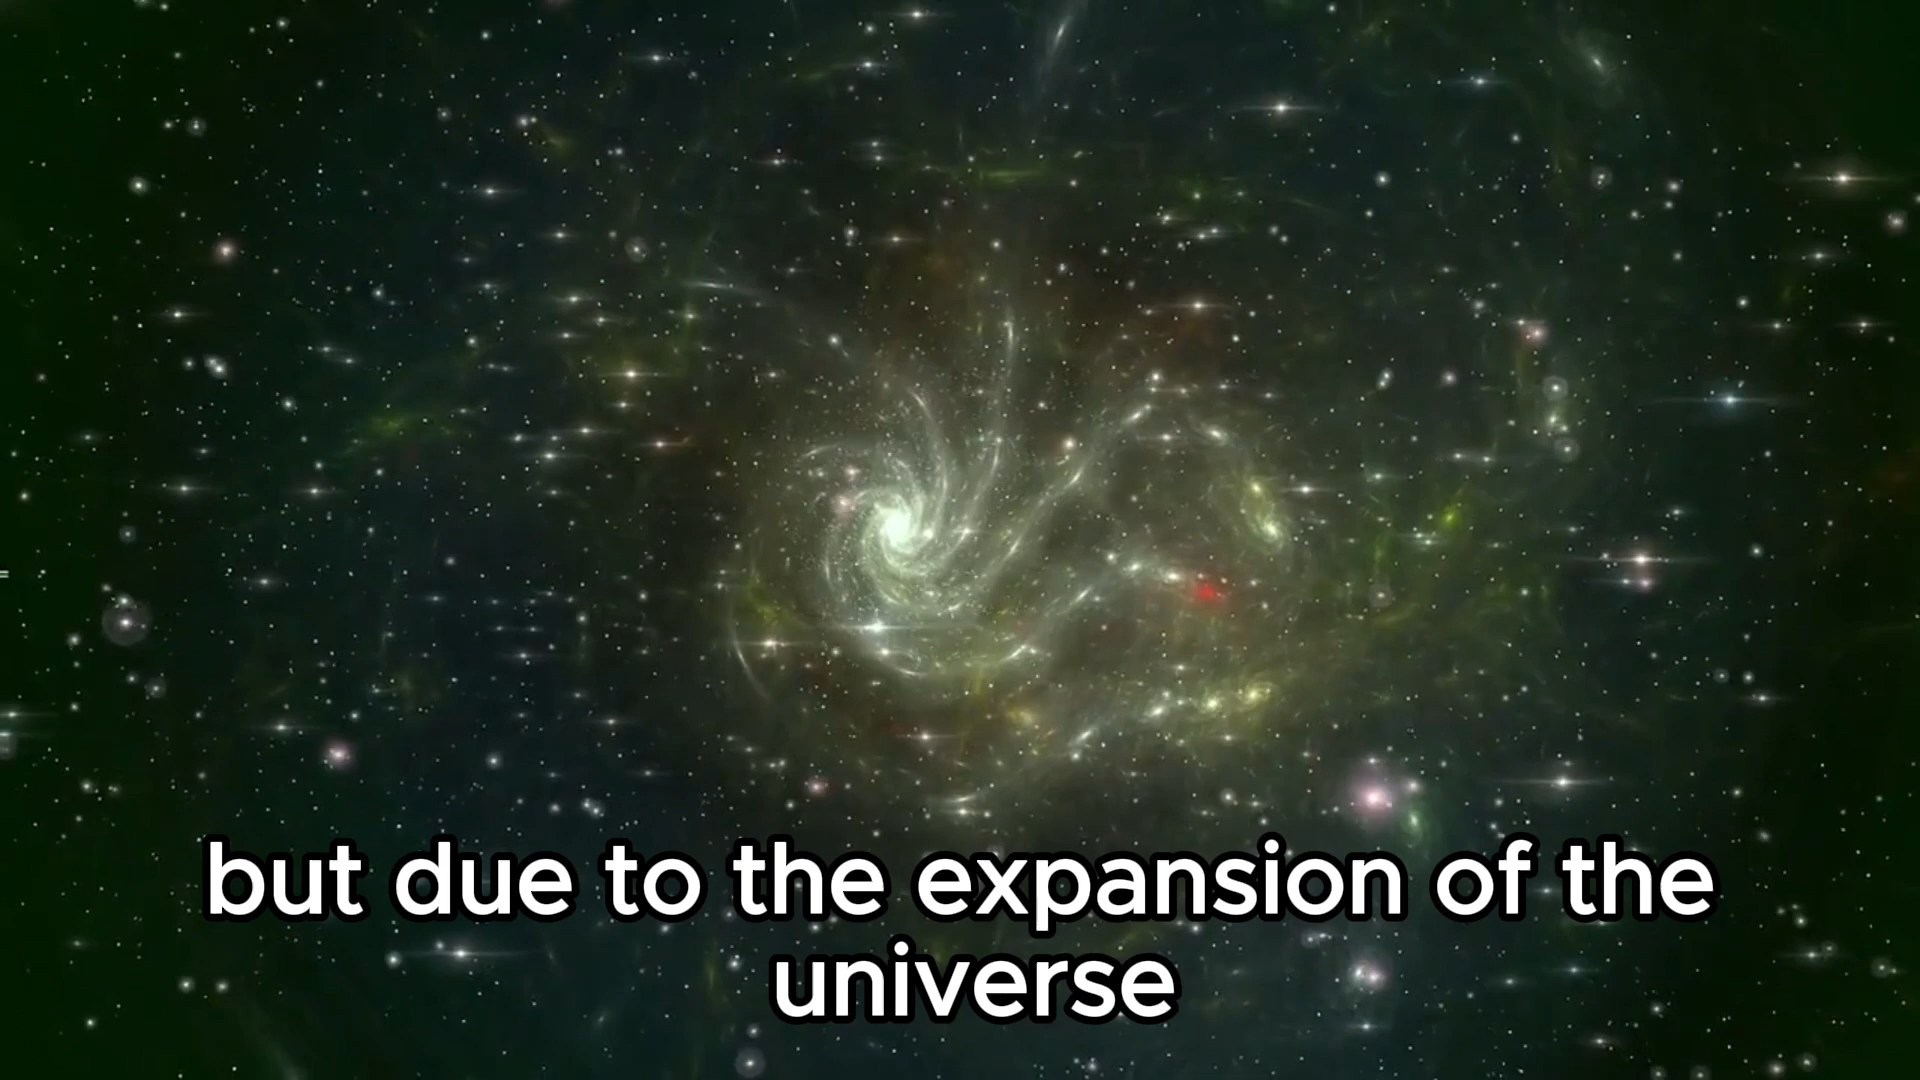 but due to the expansion of the
universe